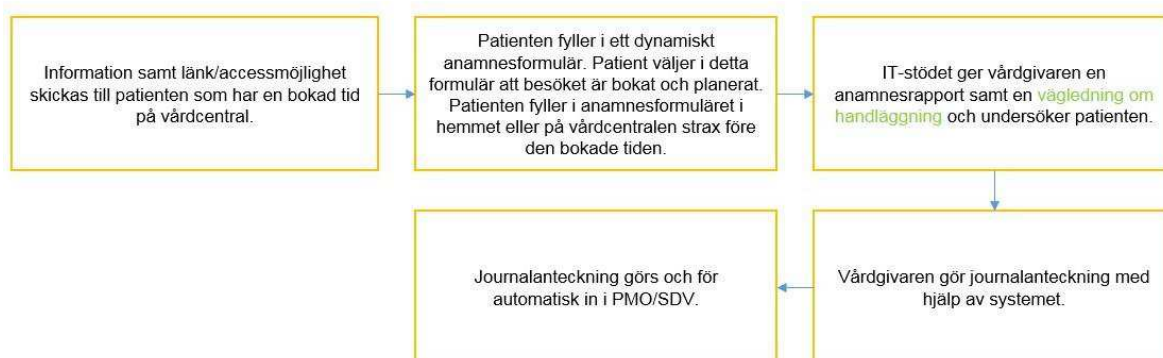 Information samt länk/accessmöjlighet
skickas till patienten som har en bokad tid
på vårdcentral.
Patienten fyller i ett dynamiskt
anamnesformulär. Patient väljer i detta
formulär att besöket är bokat och planerat.
Patienten fyller i anamnesformuläret i
hemmet eller på vårdcentralen strax före
den bokade tiden.
IT-stödet ger vårdgivaren en
anamnesrapport samt en vägledning om
handläggning och undersöker patienten.
Vårdgivaren gör journalanteckning med
hjälp av systemet.
Journalanteckning görs och för
automatisk in i PMO/SDV.